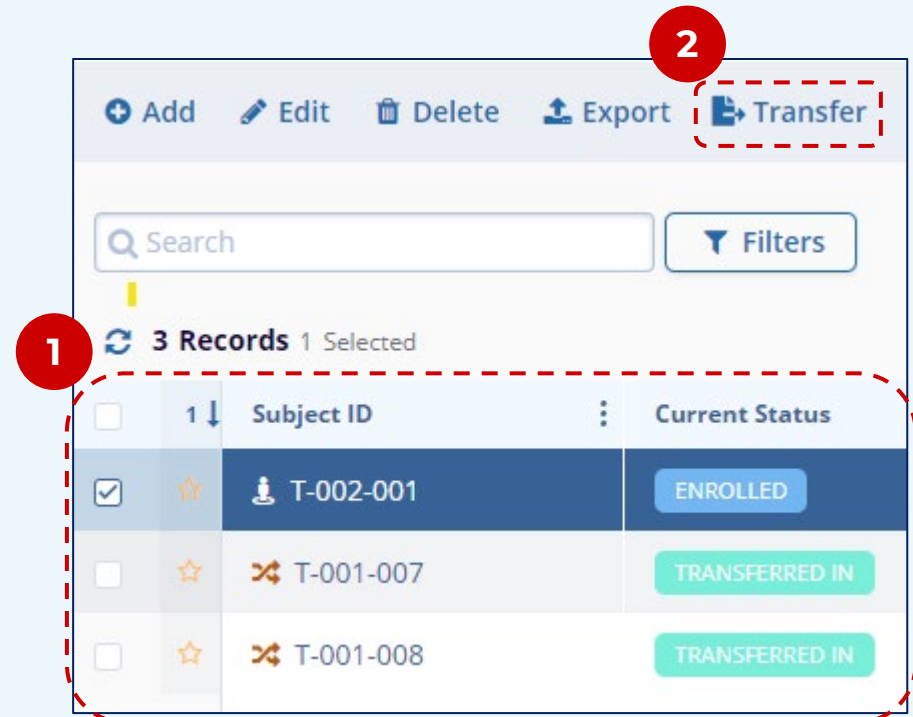 2
Add Edit Delete Export Transfer
Search Filters
1
3 Records 1 Selected
1 Subject ID Current Status
T-002-001 ENROLLED
T-001-007 TRANSFERRED IN
T-001-008 TRANSFERRED IN